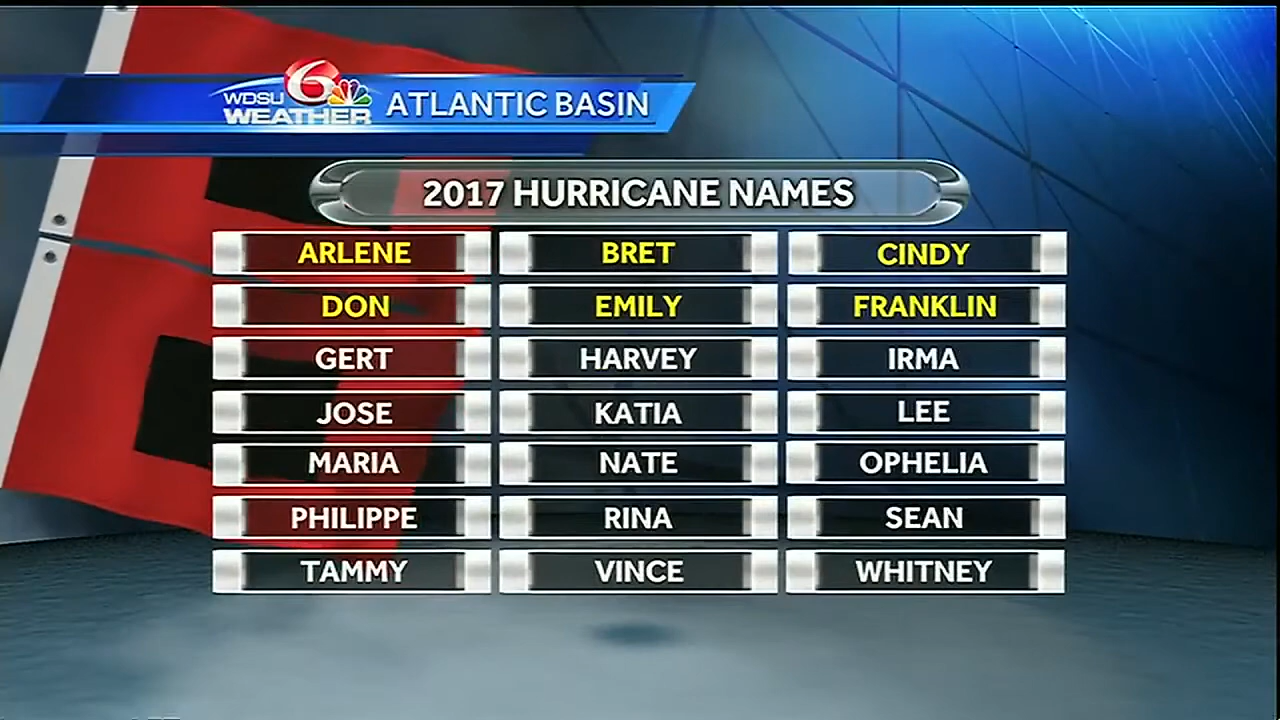 WDSU 6
WEATHER
ATLANTIC BASIN
2017 HURRICANE NAMES
ARLENE BRET CINDY
DON EMILY FRANKLIN
GERT HARVEY IRMA
JOSE KATIA LEE
MARIA NATE OPHELIA
PHILIPPE RINA SEAN
TAMMY VINCE WHITNEY